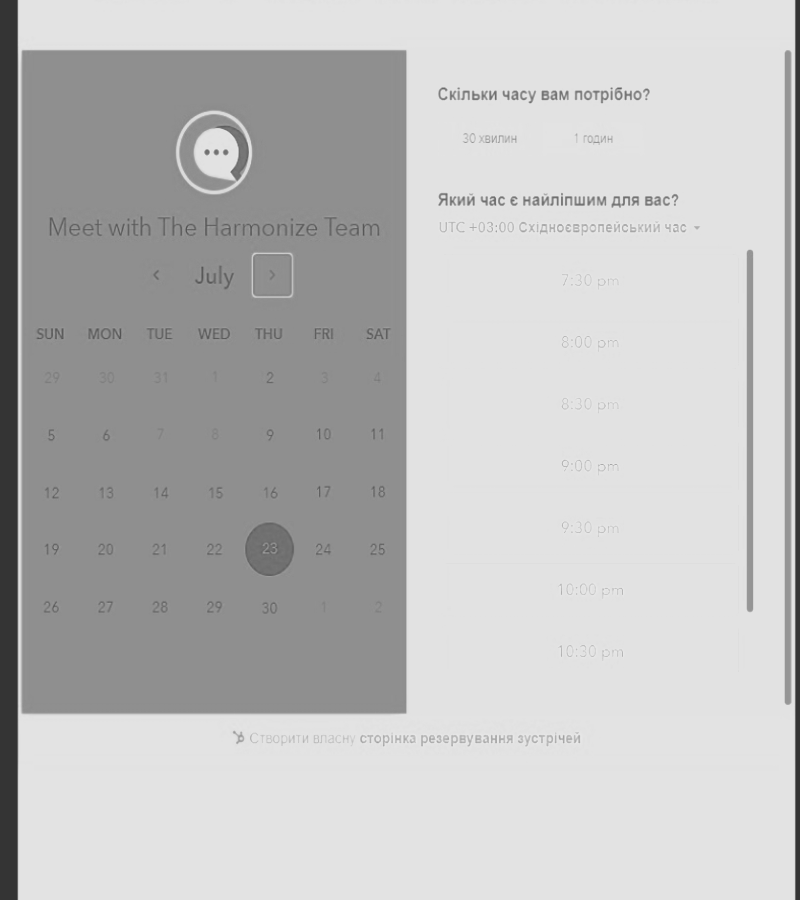 Meet with The Harmonize Team
July
SUN MON TUE WED THU FRI SAT
29 30 31 1 2 3 4
5 6 7 8 9 10 11
12 13 14 15 16 17 18
19 20 21 22 23 24 25
26 27 28 29 30 1 2
Скільки часу вам потрібно?
30 хвилин 1 годин
Який час є найліпшим для вас?
UTC +03:00 Східноєвропейський час
7:30 pm
8:00 pm
8:30 pm
9:00 pm
9:30 pm
10:00 pm
10:30 pm
Створити власну сторінка резервування зустрічей